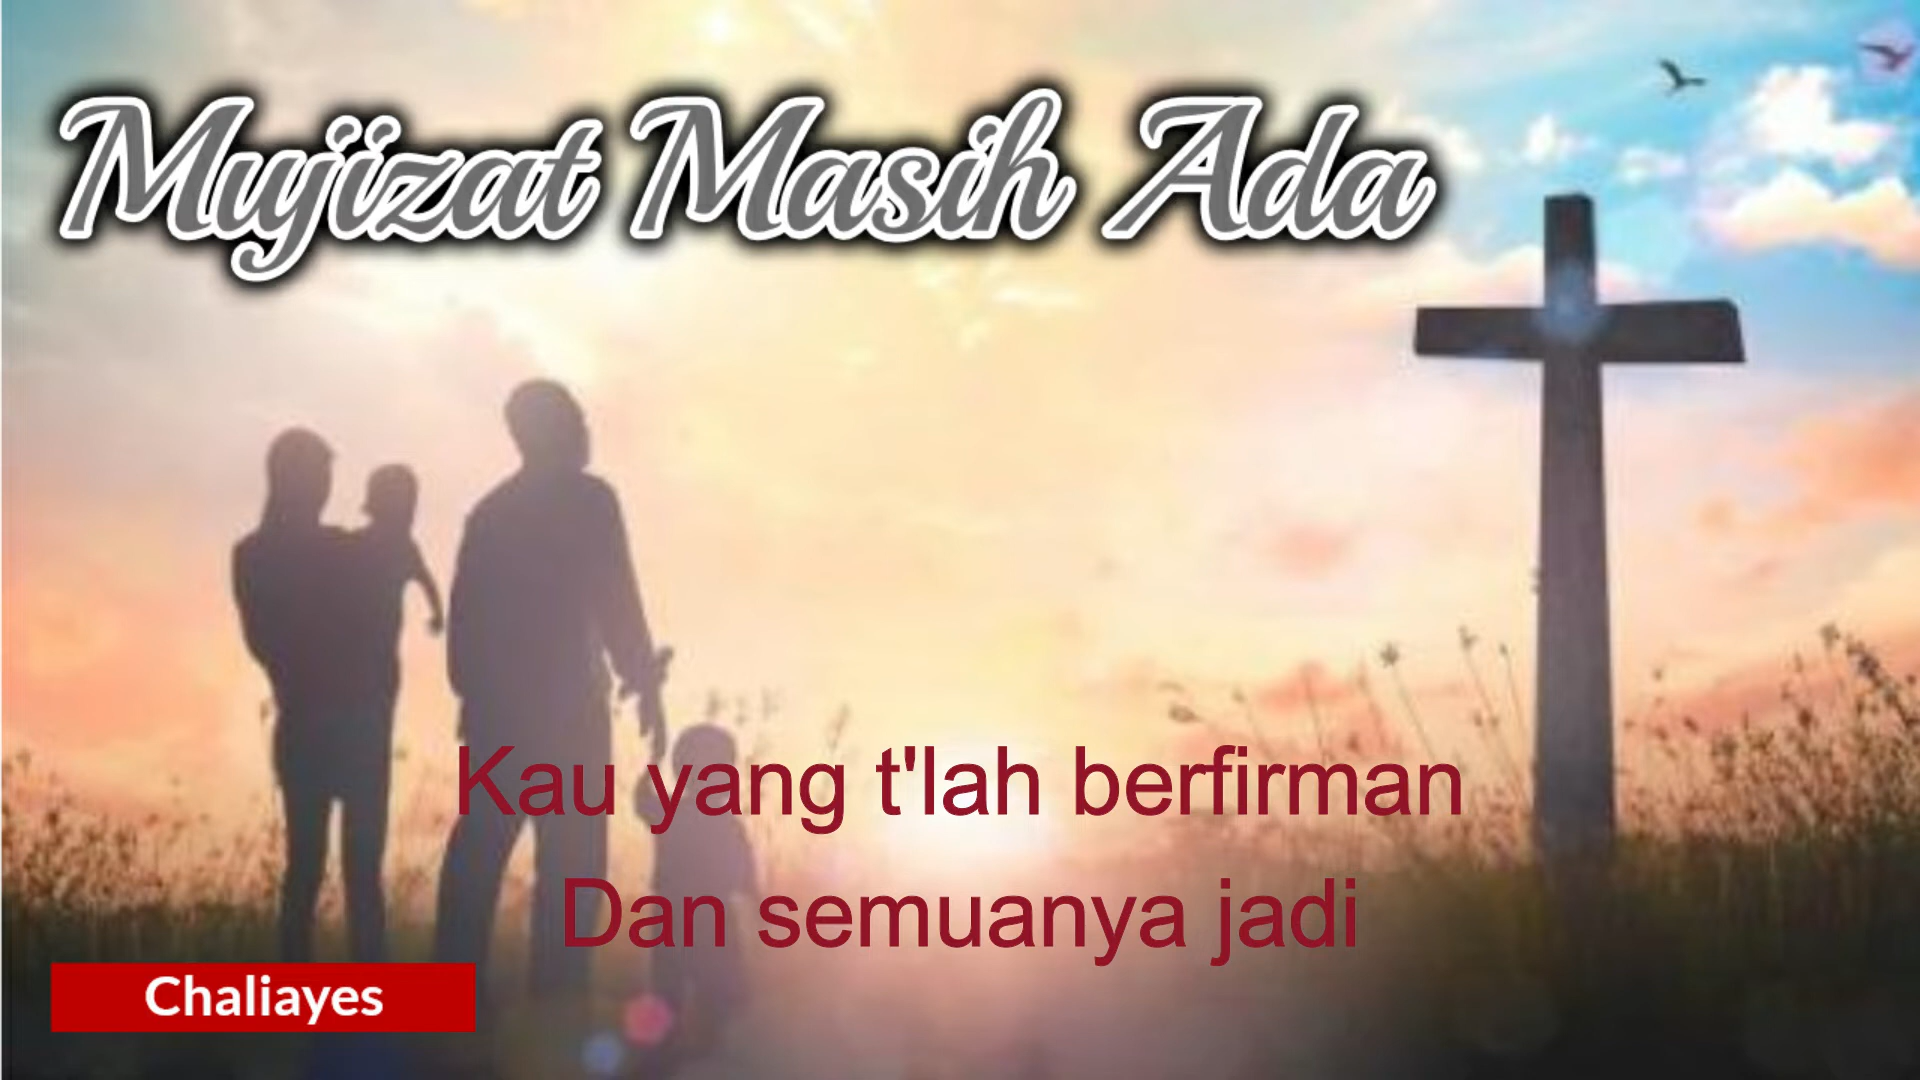 Mujizat Masih Ada
Kau yang t'lah berfirman
Dan semuanya jadi
Chaliayes